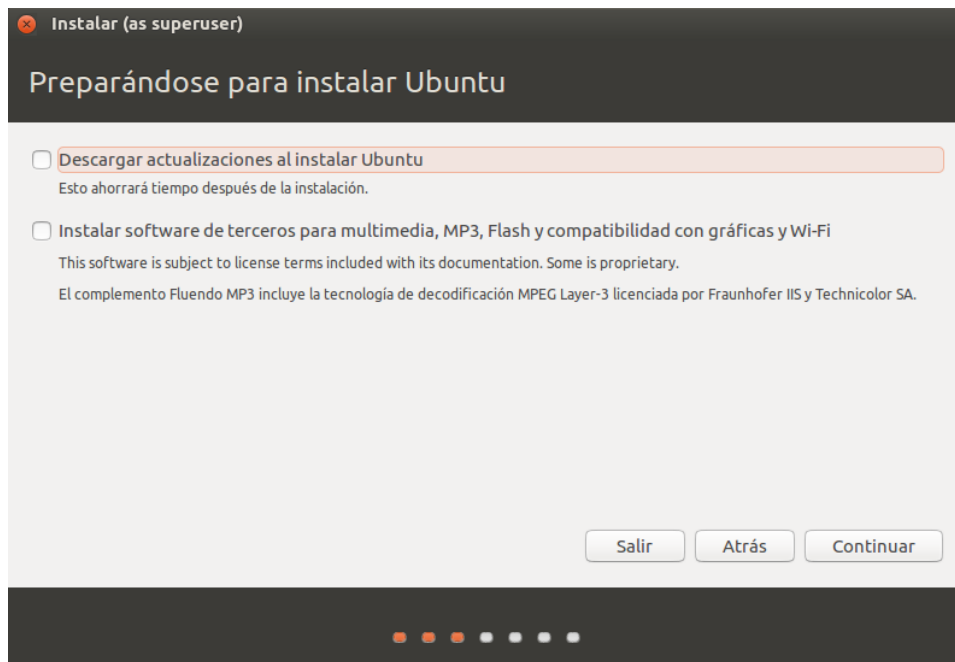 Instalar (as superuser)
Preparándose para instalar Ubuntu
Descargar actualizaciones al instalar Ubuntu
Esto ahorrará tiempo después de la instalación.
Instalar software de terceros para multimedia, MP3, Flash y compatibilidad con gráficas y Wi-Fi
This software is subject to license terms included with its documentation. Some is proprietary.
El complemento Fluendo MP3 incluye la tecnología de decodificación MPEG Layer-3 licenciada por Fraunhofer IIS y Technicolor SA.
Salir Atrás Continuar